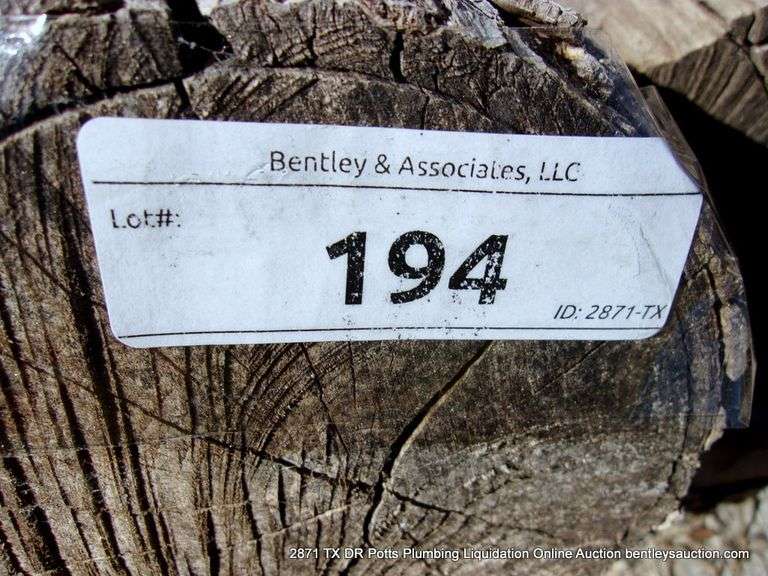 Bentley & Associates, LLC
Lot#:
194
ID: 2871-TX
2871 TX DR Potts Plumbing Liquidation Online Auction bentleysauction.com